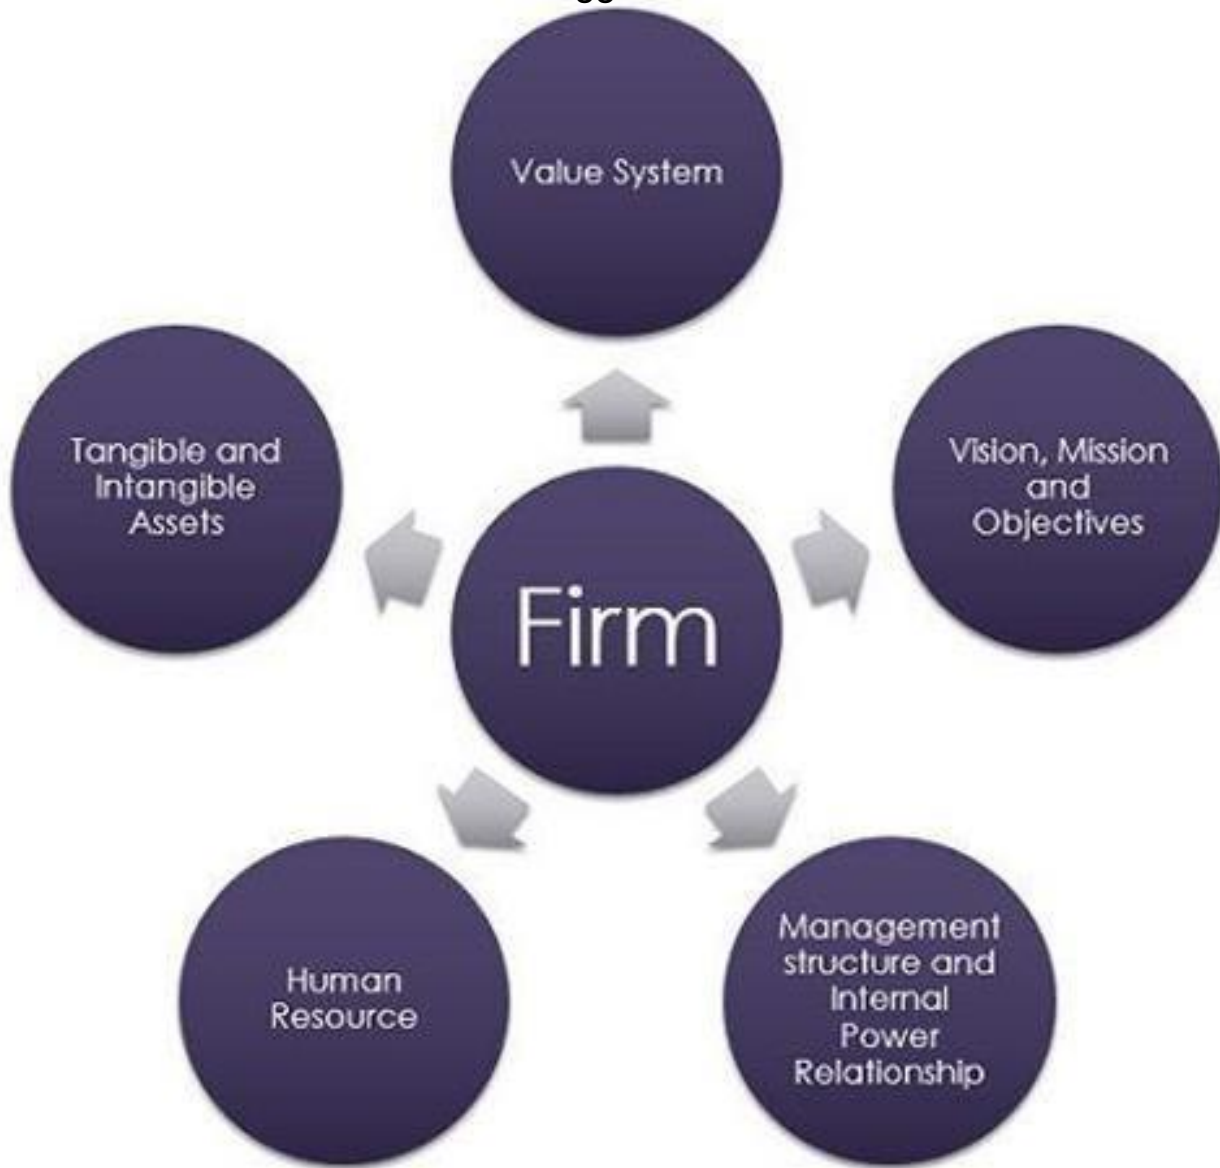 Value System
Tangible and
Intangible
Assets
Vision, Mission
and
Objectives
Firm
Human
Resource
Management
structure and
Internal
Power
Relationship